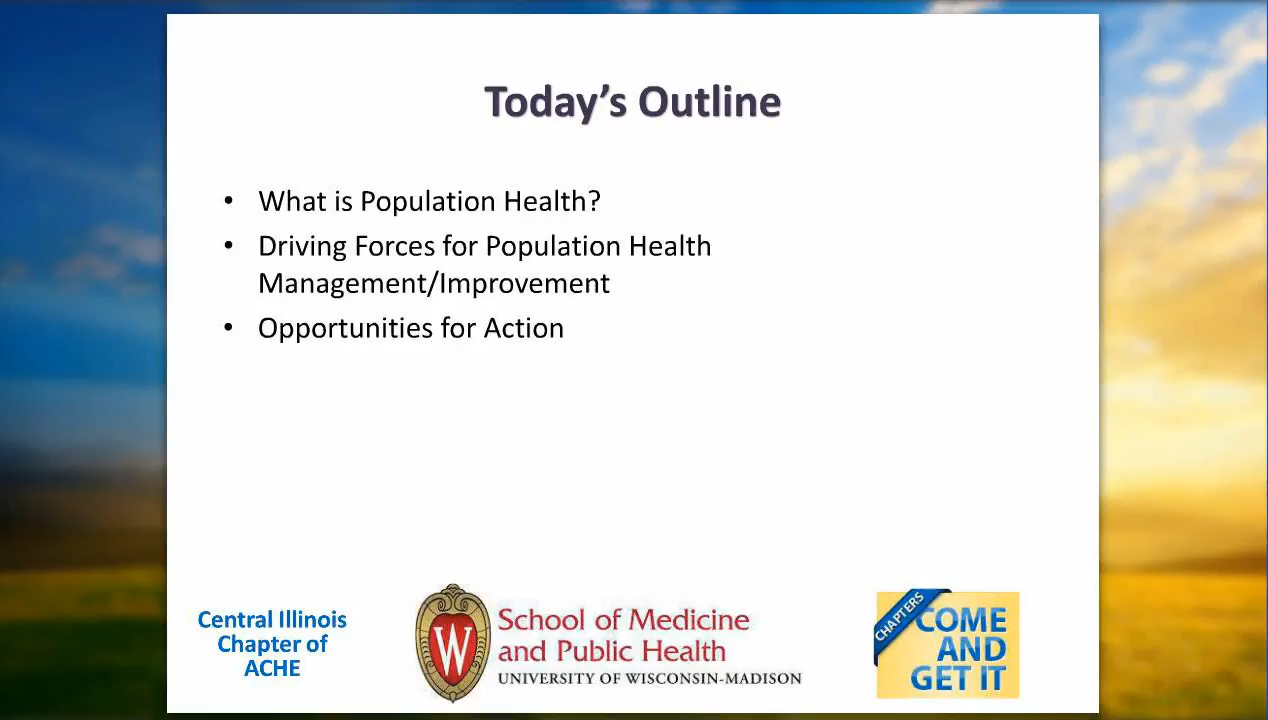 Today’s Outline
• What is Population Health?
• Driving Forces for Population Health
Management/Improvement
• Opportunities for Action
Central Illinois
Chapter of
ACHE
W
School of Medicine
and Public Health
UNIVERSITY OF WISCONSIN-MADISON
CHAPTERS
COME
AND
GET IT